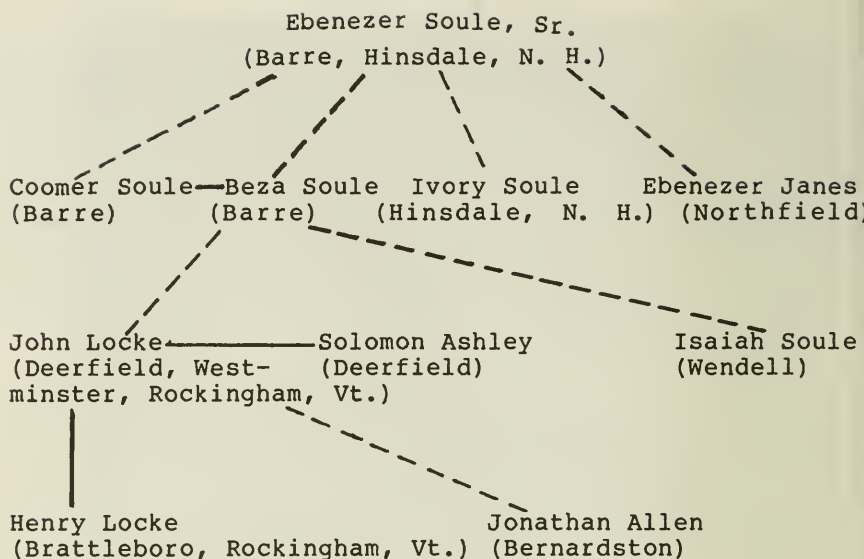 Ebenezer Soule, Sr.
(Barre, Hinsdale, N. H.)
Coomer Soule Beza Soule Ivory Soule Ebenezer Janes
(Barre) (Barre) (Hinsdale, N. H.) (Northfield)
John Locke Solomon Ashley Isaiah Soule
(Deerfield, West- (Deerfield) (Wendell)
minster, Rockingham, Vt.)
Henry Locke Jonathan Allen
(Brattleboro, Rockingham, Vt.) (Bernardston)